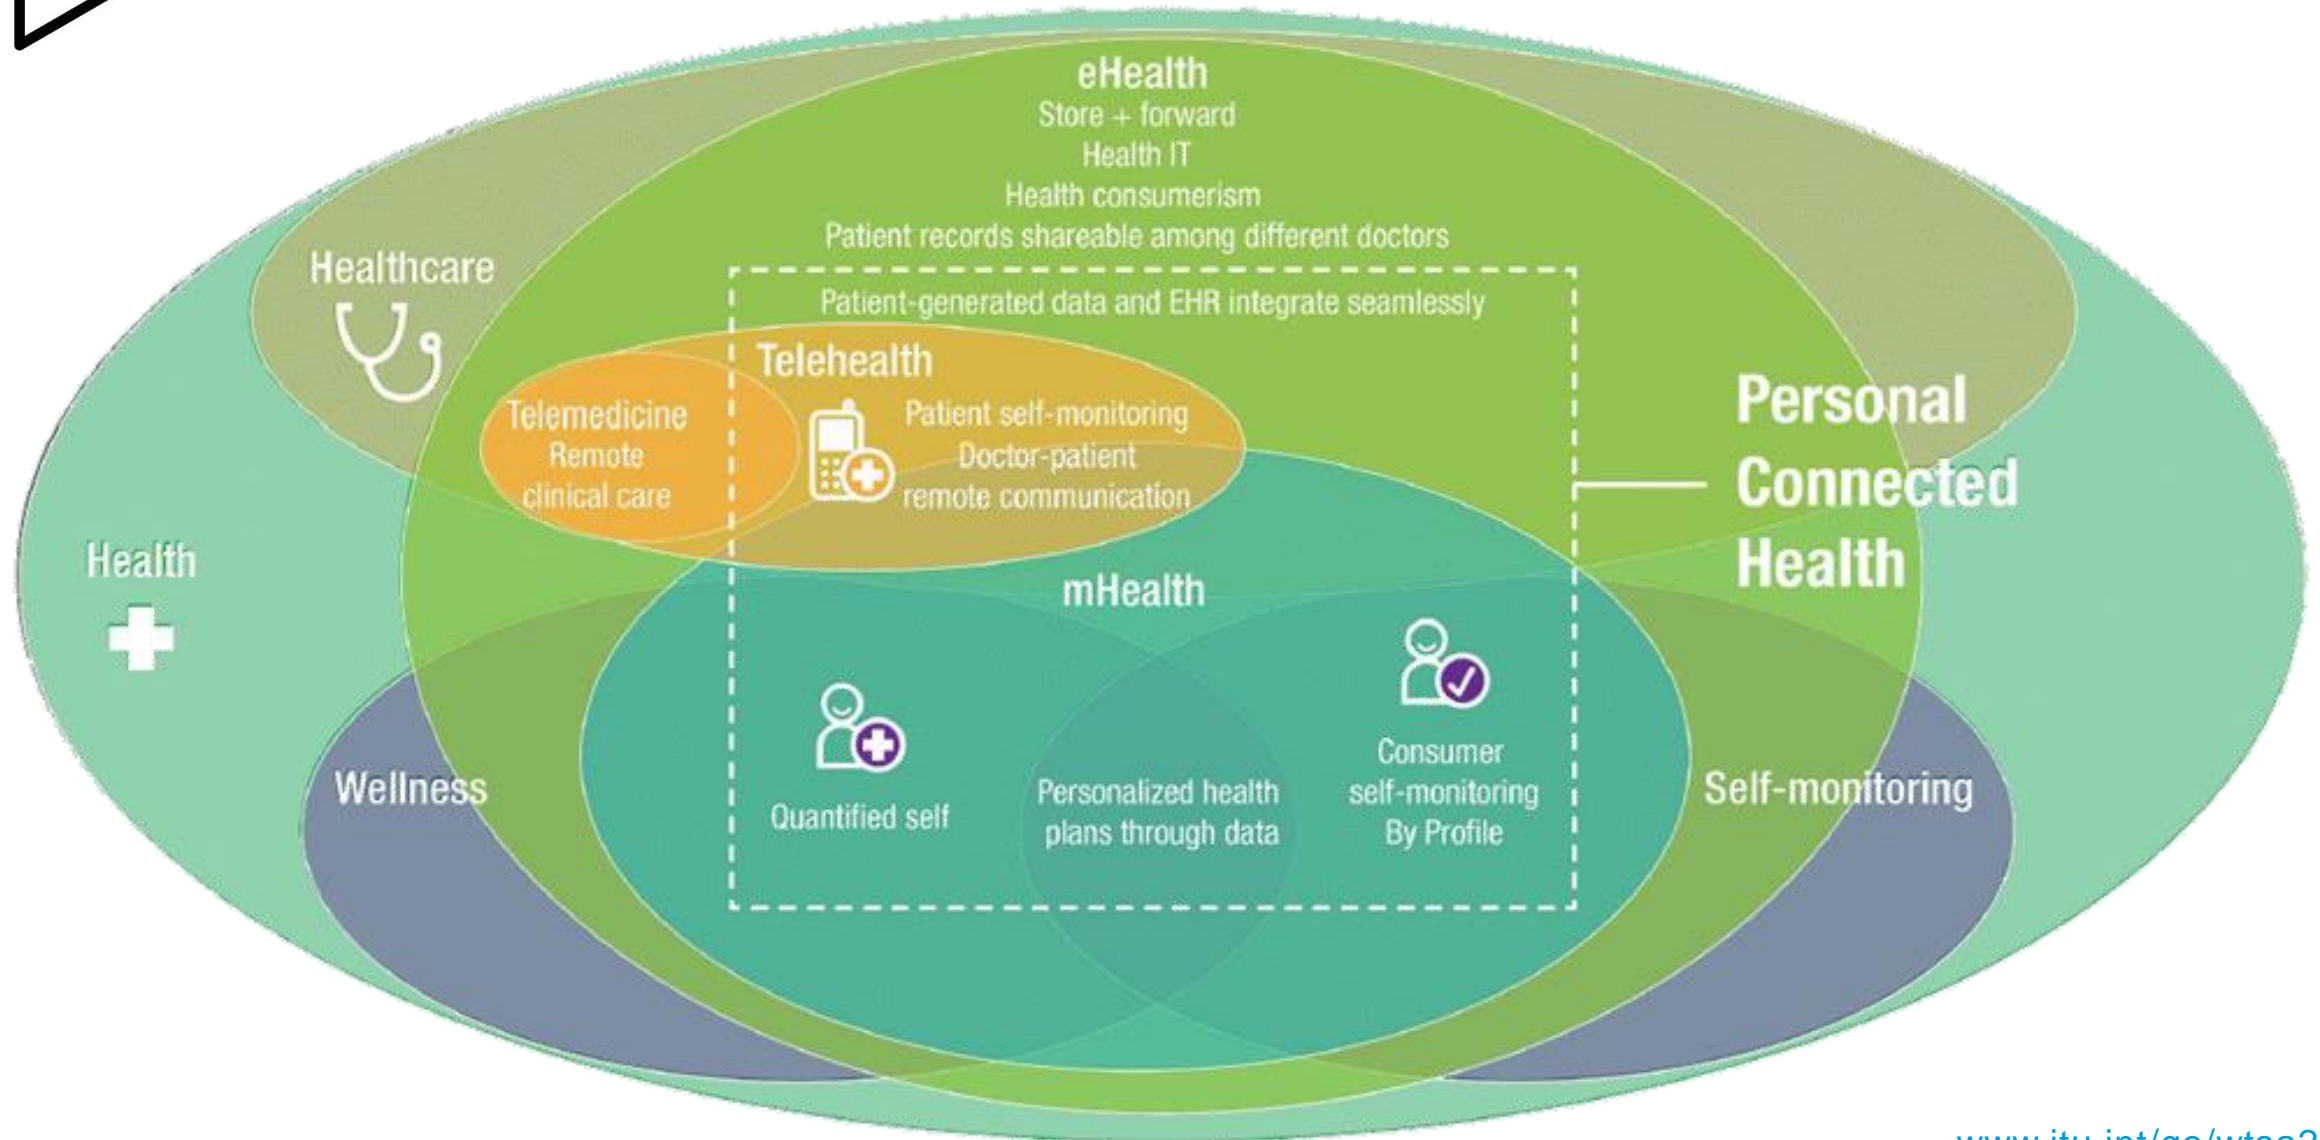 eHealth
Store + forward
Health IT
Health consumerism
Patient records shareable among different doctors
Patient-generated data and EHR integrate seamlessly
Healthcare
Telehealth
Telemedicine
Remote
clinical care
Patient self-monitoring
Doctor-patient
remote communication
Personal
Connected
Health
Health
mHealth
Wellness
Quantified self
Personalized health
plans through data
Consumer
self-monitoring
By Profile
Self-monitoring